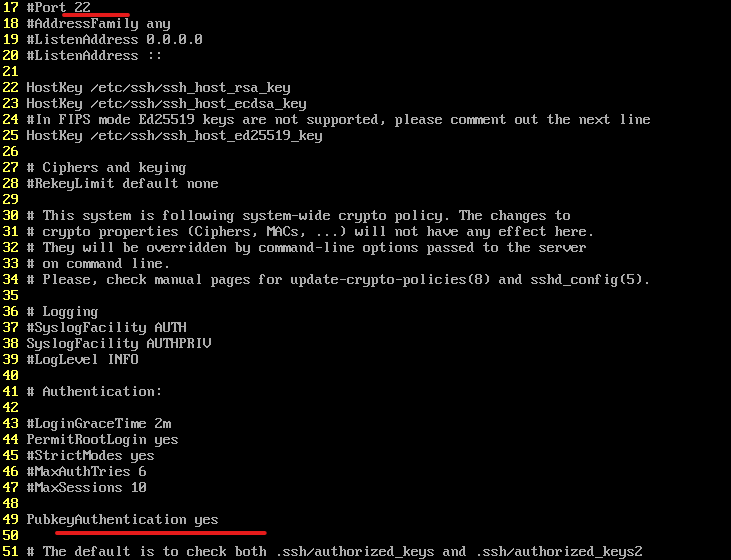 17 #Port 22
18 #AddressFamily any
19 #ListenAddress 0.0.0.0
20 #ListenAddress ::
21
22 HostKey /etc/ssh/ssh_host_rsa_key
23 HostKey /etc/ssh/ssh_host_ecdsa_key
24 #In FIPS mode Ed25519 keys are not supported, please comment out the next line
25 HostKey /etc/ssh/ssh_host_ed25519_key
26
27 # Ciphers and keying
28 #RekeyLimit default none
29
30 # This system is following system-wide crypto policy. The changes to
31 # crypto properties (Ciphers, MACs, ...) will not have any effect here.
32 # They will be overridden by command-line options passed to the server
33 # on command line.
34 # Please, check manual pages for update-crypto-policies(8) and sshd_config(5).
35
36 # Logging
37 #SyslogFacility AUTH
38 SyslogFacility AUTHPRIV
39 #LogLevel INFO
40
41 # Authentication:
42
43 #LoginGraceTime 2m
44 PermitRootLogin yes
45 #StrictModes yes
46 #MaxAuthTries 6
47 #MaxSessions 10
48
49 PubkeyAuthentication yes
50
51 # The default is to check both .ssh/authorized_keys and .ssh/authorized_keys2